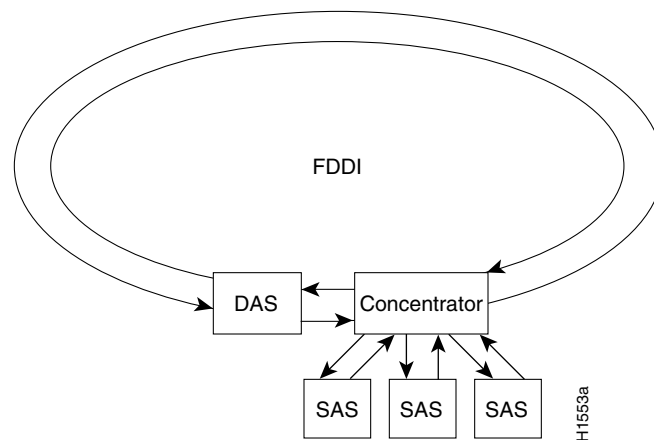 FDDI
DAS
Concentrator
SAS
SAS
SAS
H1553a